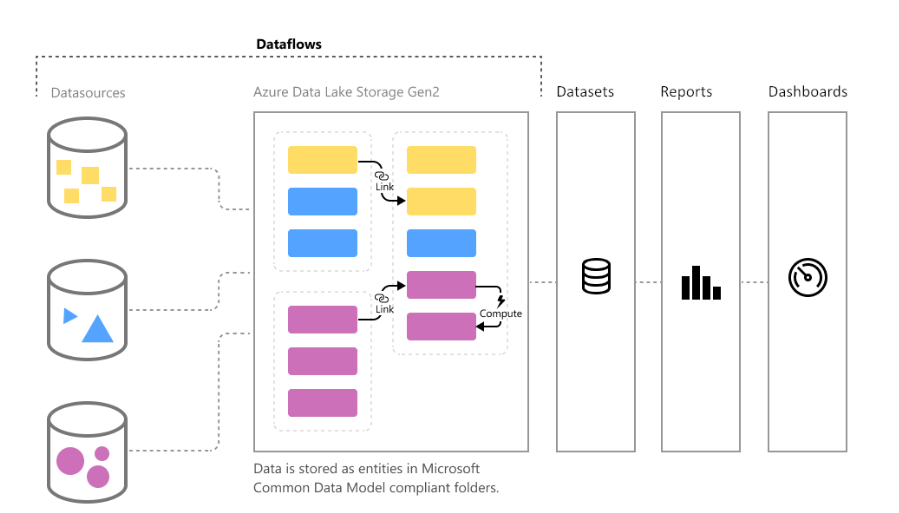 Dataflows
Datasources
Azure Data Lake Storage Gen2
Datasets
Reports
Dashboards
Link
Link
Compute
Data is stored as entities in Microsoft
Common Data Model compliant folders.